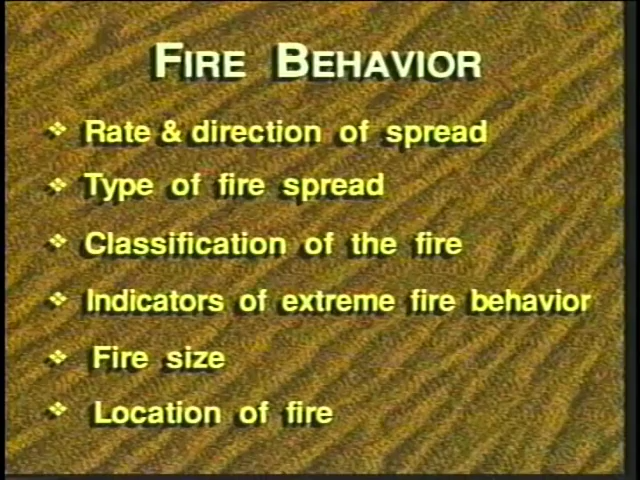 FIRE BEHAVIOR
Rate & direction of spread
Type of fire spread
Classification of the fire
Indicators of extreme fire behavior
Fire size
Location of fire